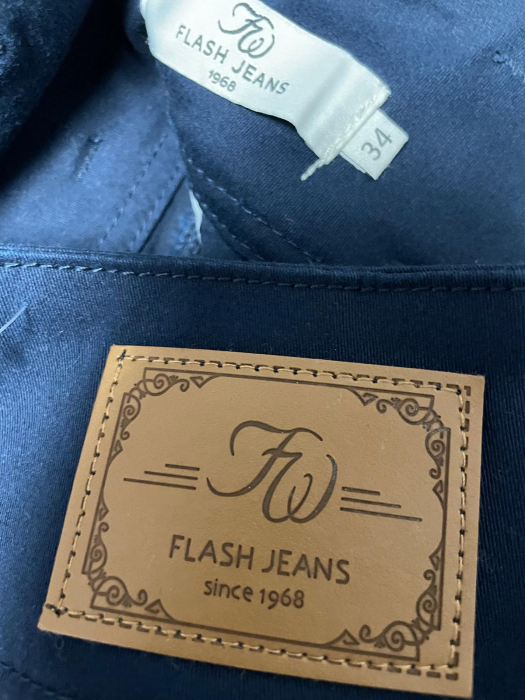 FW
FLASH JEANS
1968
34
FW
FLASH JEANS
since 1968